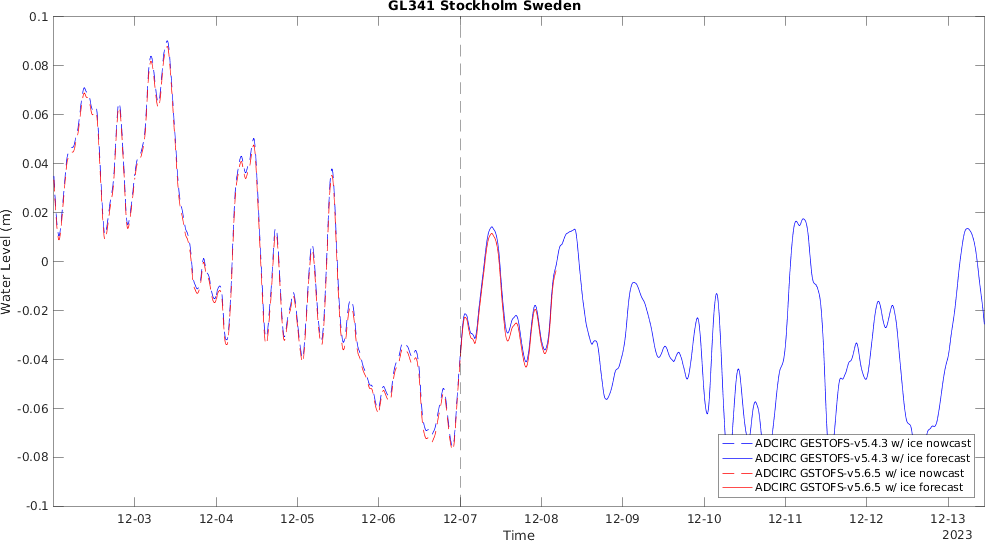 GL341 Stockholm Sweden
0.1
0.08
0.06
0.04
0.02
0
-0.02
-0.04
-0.06
-0.08
-0.1
Water Level (m)
12-03 12-04 12-05 12-06 12-07 12-08 12-09 12-10 12-11 12-12 12-13
Time
2023
ADCIRC GESTOFS-v5.4.3 w/ ice nowcast
ADCIRC GESTOFS-v5.4.3 w/ ice forecast
ADCIRC GSTOFS-v5.6.5 w/ ice nowcast
ADCIRC GSTOFS-v5.6.5 w/ ice forecast